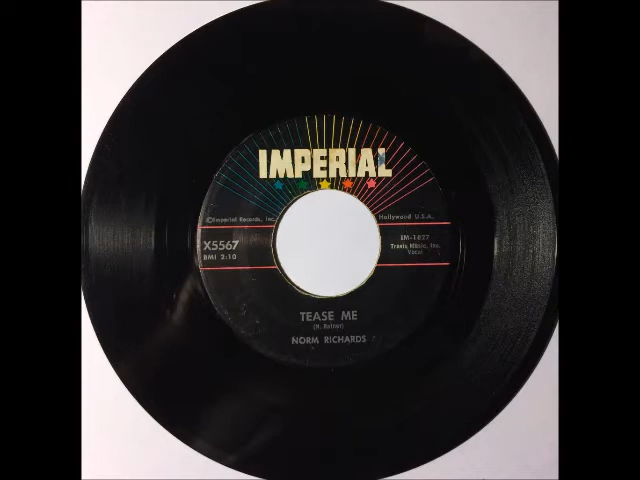 IMPERIAL
©Imperial Records, Inc. Hollywood U.S.A.
X5567 IM-1827
BMI 2:10 Travis Music, Inc.
Vocal
TEASE ME
NORM RICHARDS